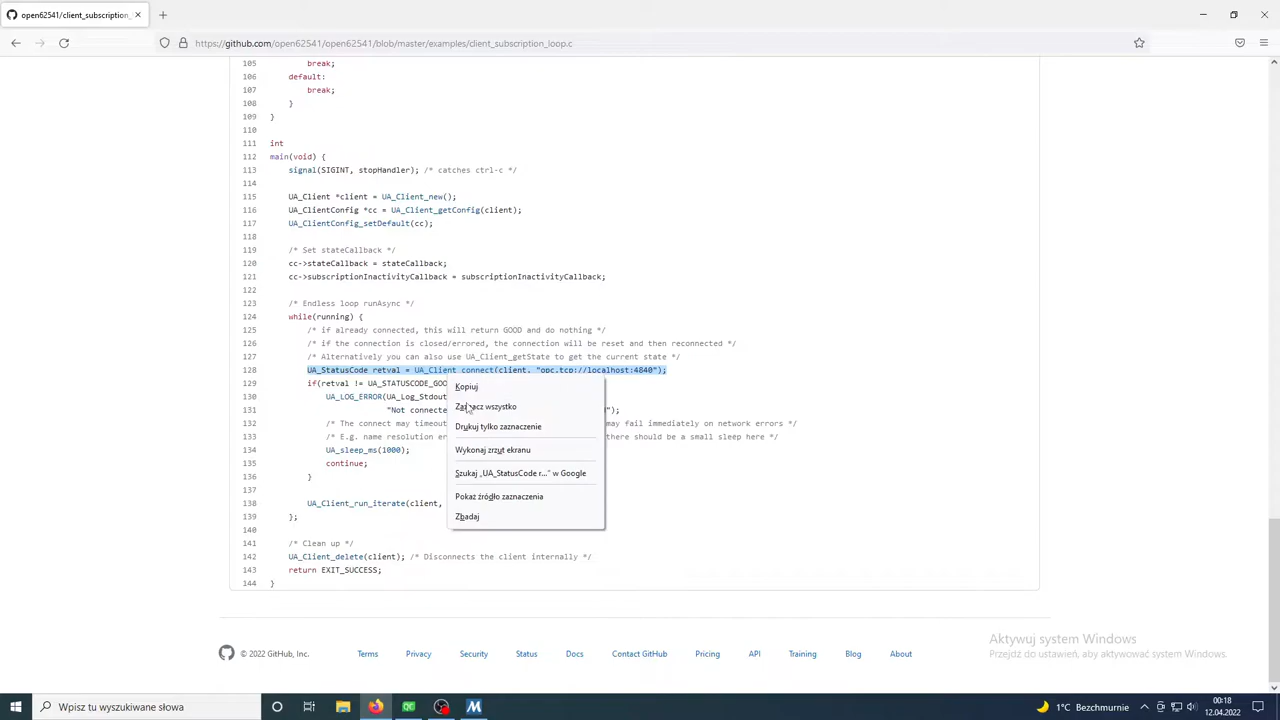 open62541/client_subscription_
https://github.com/open62541/open62541/blob/master/examples/client_subscription_loop.c
105 break;
106 default:
107 break;
108 }
109 }
110
111 int
112 main(void) {
113 signal(SIGINT, stopHandler); /* catches ctrl-c */
114
115 UA_Client *client = UA_Client_new();
116 UA_ClientConfig *cc = UA_Client_getConfig(client);
117 UA_ClientConfig_setDefault(cc);
118
119 /* Set stateCallback */
120 cc->stateCallback = stateCallback;
121 cc->subscriptionInactivityCallback = subscriptionInactivityCallback;
122
123 /* Endless loop runAsync */
124 while(running) {
125 /* if already connected, this will return GOOD and do nothing */
126 /* if the connection is closed/errored, the connection will be reset and then reconnected */
127 /* Alternatively you can also use UA_Client_getState to get the current state */
128 UA_StatusCode retval = UA_Client_connect(client, "opc.tcp://localhost:4840");
129 if(retval != UA_STATUSCODE_GOO
130 UA_LOG_ERROR(UA_Log_Stdou
131 "Not connecte d");
132 /* The connect may timeout may fail immediately on network errors */
133 /* E.g. name resolution er there should be a small sleep here */
134 UA_sleep_ms(1000);
135 continue;
136 }
137
138 UA_Client_run_iterate(client,
139 };
140
141 /* Clean up */
142 UA_Client_delete(client); /* Disconnects the client internally */
143 return EXIT_SUCCESS;
144 }
Kopiuj
Zaznacz wszystko
Drukuj tylko zaznaczenie
Wykonaj zrzut ekranu
Szukaj „UA_StatusCode r...” w Google
Pokaż źródło zaznaczenia
Zbadaj
© 2022 GitHub, Inc.
Terms
Privacy
Security
Status
Docs
Contact GitHub
Pricing
API
Training
Blog
About
Aktywuj system Windows
Przejdź do ustawień, aby aktywować system Windows.
Wpisz tu wyszukiwane słowa
1°C Bezchmurnie
00:18
12.04.2022